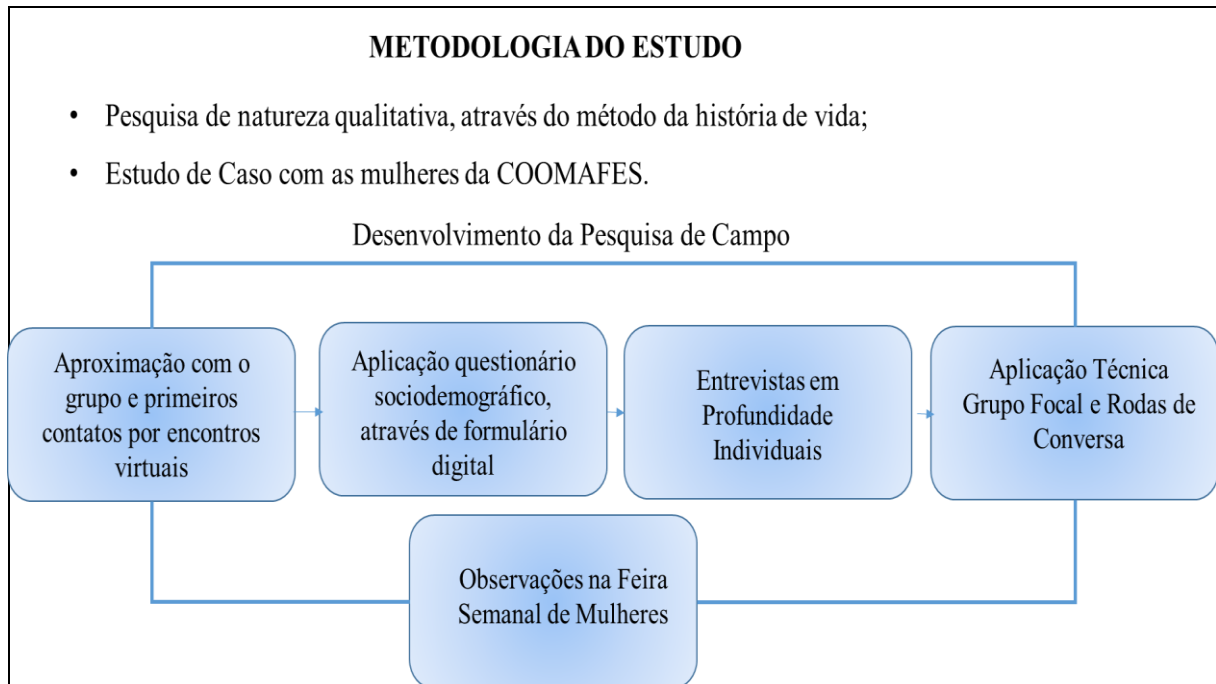 METODOLOGIA DO ESTUDO
• Pesquisa de natureza qualitativa, através do método da história de vida;
• Estudo de Caso com as mulheres da COOMAFES.
Desenvolvimento da Pesquisa de Campo
Aproximação com o
grupo e primeiros
contatos por encontros
virtuais
Aplicação questionário
sociodemográfico,
através de formulário
digital
Entrevistas em
Profundidade
Individuais
Aplicação Técnica
Grupo Focal e Rodas de
Conversa
Observações na Feira
Semanal de Mulheres